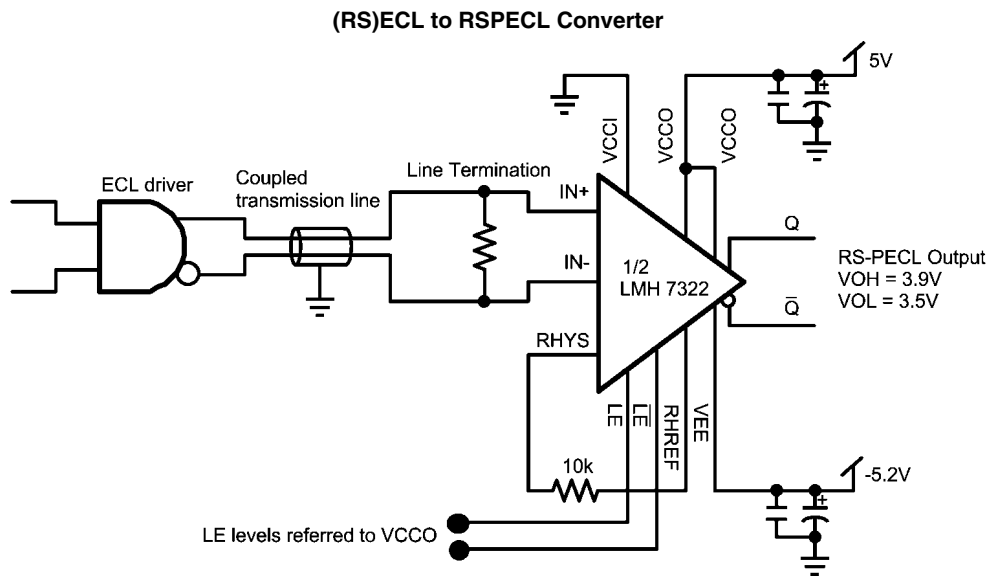 (RS)ECL to RSPECL Converter
5V
VCCI
VCCO
VCCO
ECL driver
Coupled
transmission line
Line Termination
IN+
IN-
1/2
LMH 7322
Q
Q̅
RS-PECL Output
VOH = 3.9V
VOL = 3.5V
RHYS
LE
L̅E̅
RHREF
VEE
10k
-5.2V
LE levels referred to VCCO
+
+